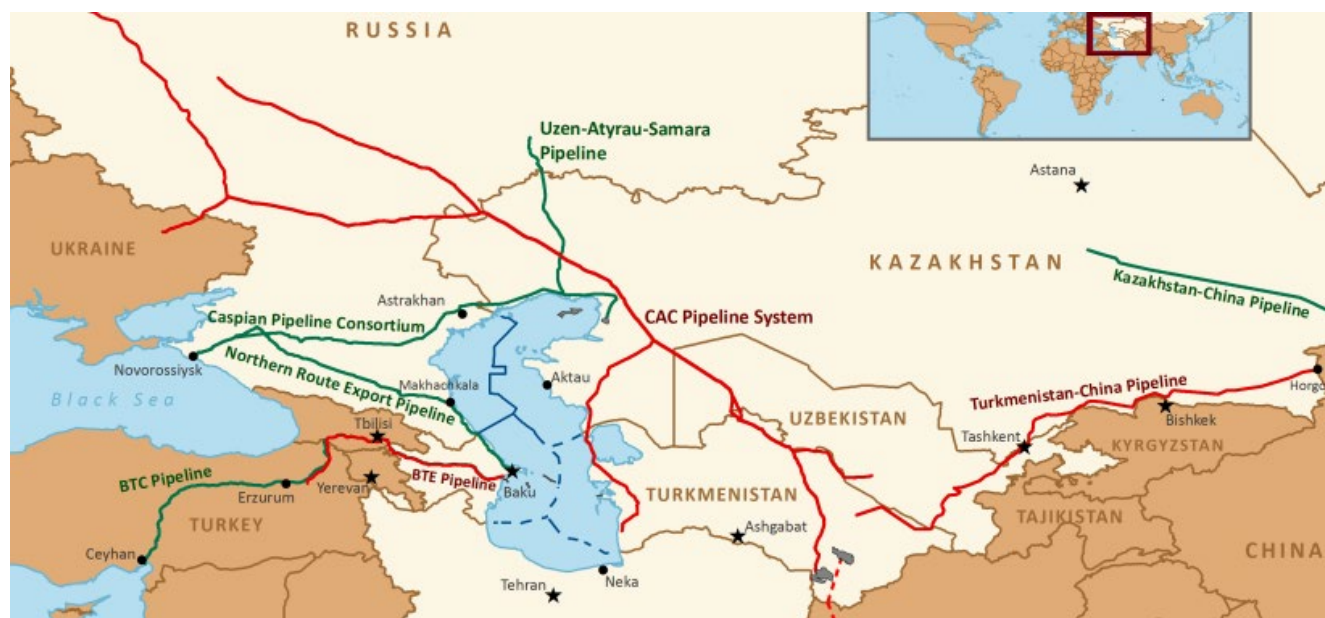 RUSSIA
Uzen-Atyrau-Samara
Pipeline
Astana
UKRAINE
KAZAKHSTAN
Kazakhstan-China Pipeline
Astrakhan
Caspian Pipeline Consortium
CAC Pipeline System
Novorossiysk
Northern Route Export Pipeline
Makhachkala
Aktau
Turkmenistan-China Pipeline
Horgo
Black Sea
UZBEKISTAN
Bishkek
Tbilisi
Tashkent
KYRGYZSTAN
BTC Pipeline
BTE Pipeline
Erzurum
Yerevan
Baku
TURKMENISTAN
TURKEY
Ashgabat
TAJIKISTAN
Ceyhan
CHINA
Tehran
Neka